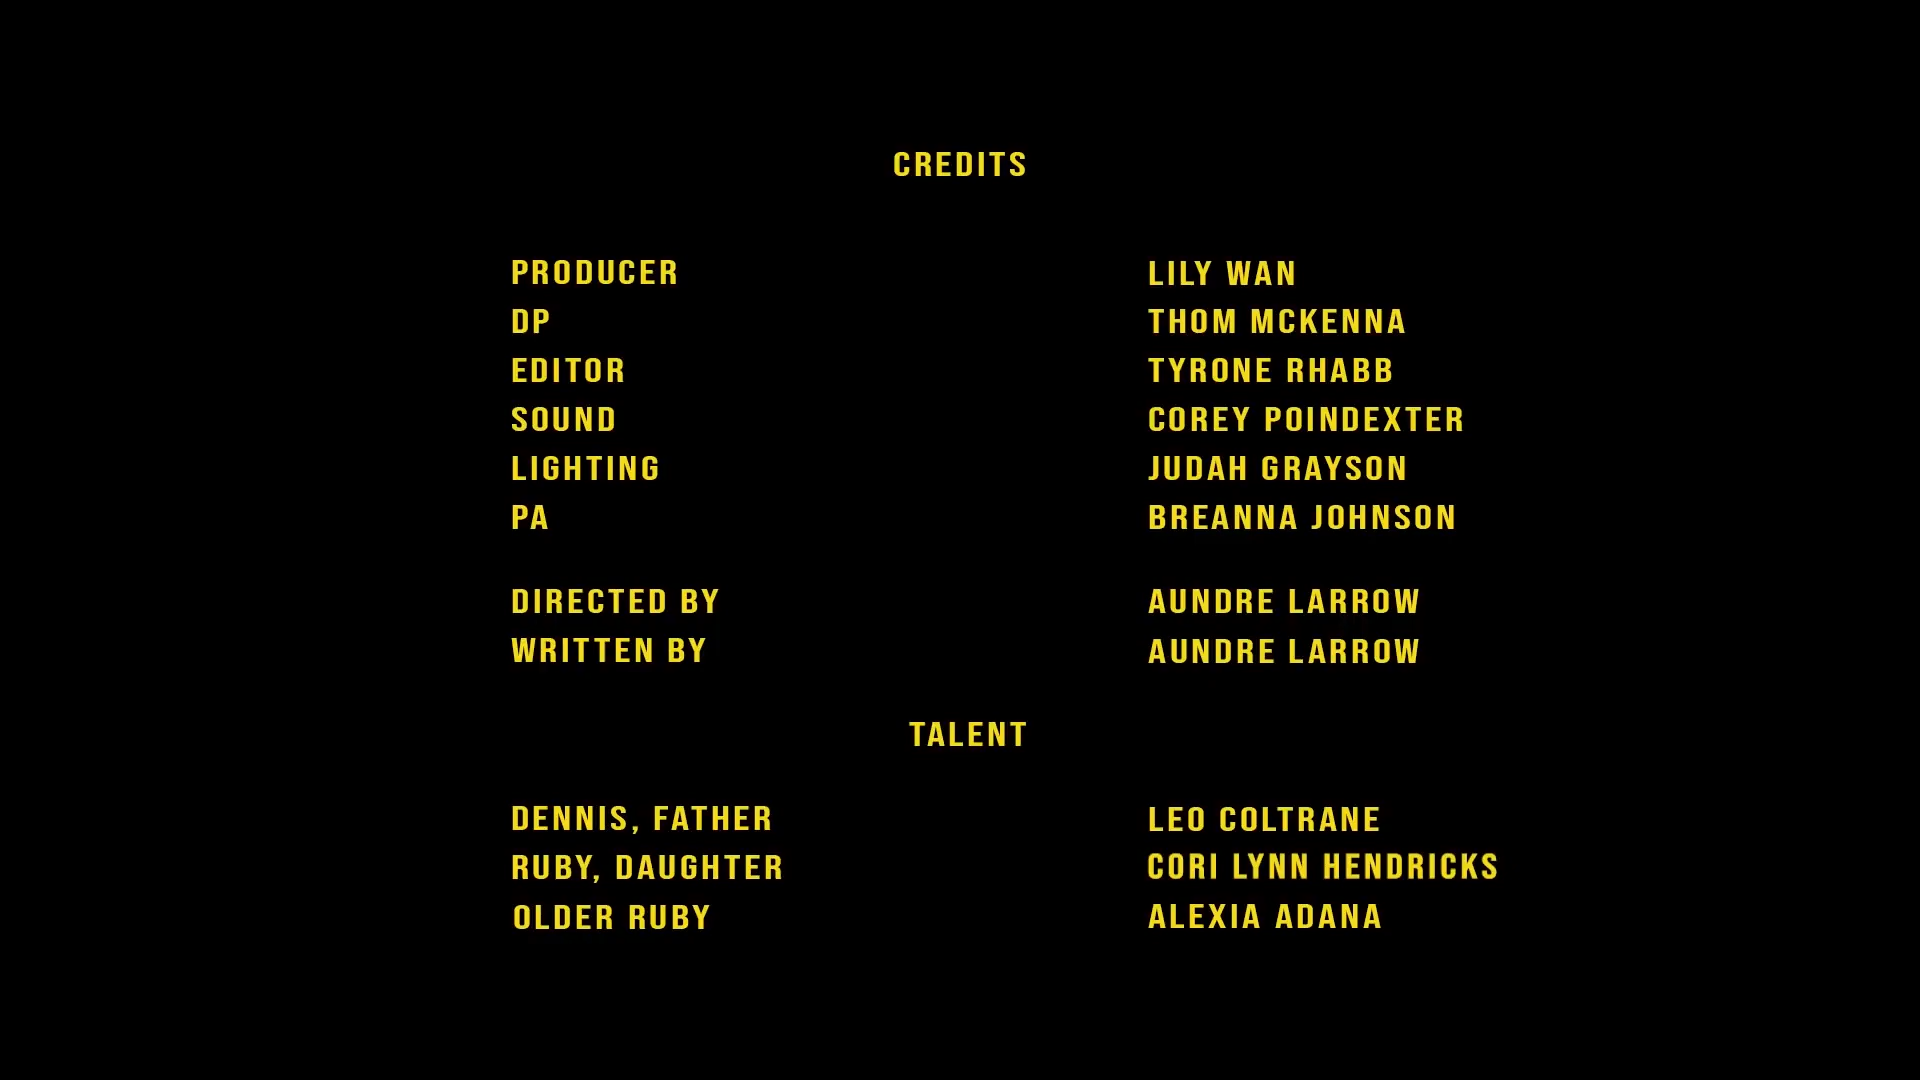 CREDITS
PRODUCER LILY WAN
DP THOM MCKENNA
EDITOR TYRONE RHABB
SOUND COREY POINDEXTER
LIGHTING JUDAH GRAYSON
PA BREANNA JOHNSON
DIRECTED BY AUNDRE LARROW
WRITTEN BY AUNDRE LARROW
TALENT
DENNIS, FATHER LEO COLTRANE
RUBY, DAUGHTER CORI LYNN HENDRICKS
OLDER RUBY ALEXIA ADANA